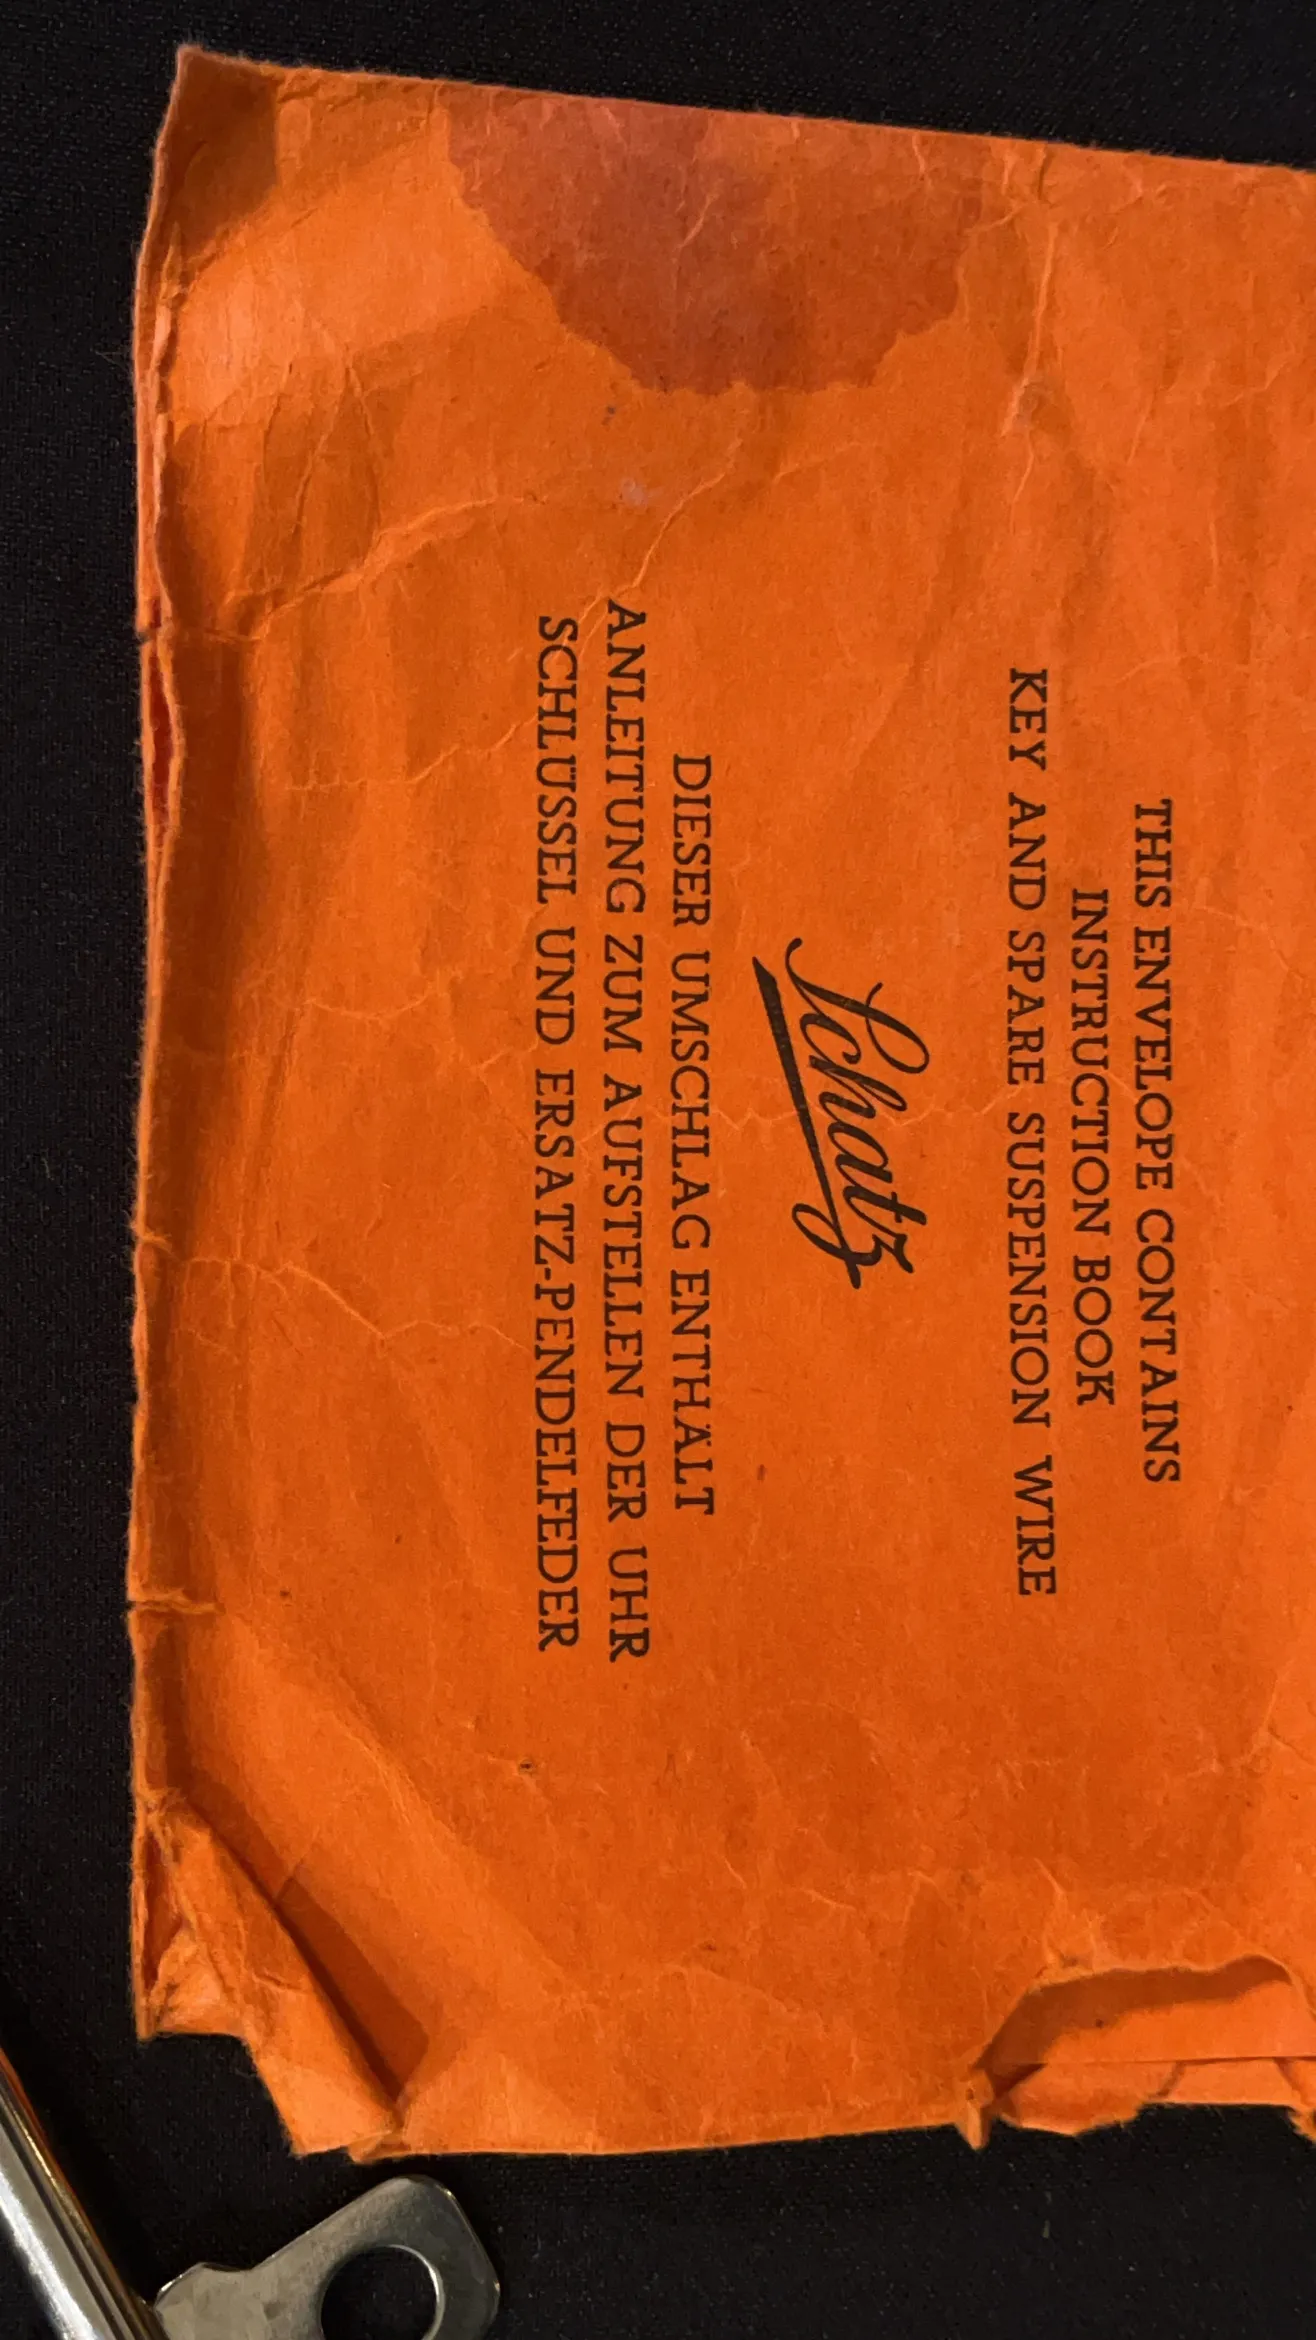 THIS ENVELOPE CONTAINS
INSTRUCTION BOOK
KEY AND SPARE SUSPENSION WIRE
Schatz
DIESER UMSCHLAG ENTHÄLT
ANLEITUNG ZUM AUFSTELLEN DER UHR
SCHLÜSSEL UND ERSATZ-PENDELFEDER